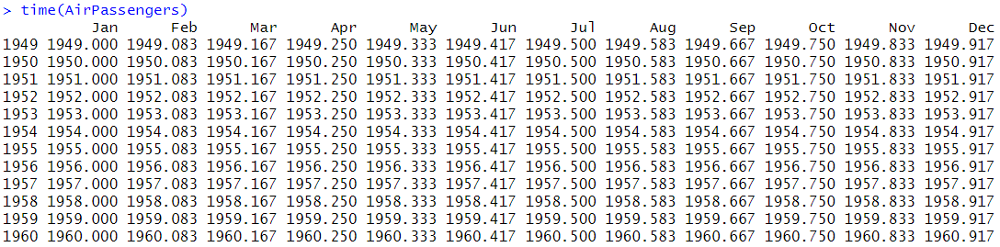 > time(AirPassengers)
Jan Feb Mar Apr May Jun Jul Aug Sep Oct Nov Dec
1949 1949.000 1949.083 1949.167 1949.250 1949.333 1949.417 1949.500 1949.583 1949.667 1949.750 1949.833 1949.917
1950 1950.000 1950.083 1950.167 1950.250 1950.333 1950.417 1950.500 1950.583 1950.667 1950.750 1950.833 1950.917
1951 1951.000 1951.083 1951.167 1951.250 1951.333 1951.417 1951.500 1951.583 1951.667 1951.750 1951.833 1951.917
1952 1952.000 1952.083 1952.167 1952.250 1952.333 1952.417 1952.500 1952.583 1952.667 1952.750 1952.833 1952.917
1953 1953.000 1953.083 1953.167 1953.250 1953.333 1953.417 1953.500 1953.583 1953.667 1953.750 1953.833 1953.917
1954 1954.000 1954.083 1954.167 1954.250 1954.333 1954.417 1954.500 1954.583 1954.667 1954.750 1954.833 1954.917
1955 1955.000 1955.083 1955.167 1955.250 1955.333 1955.417 1955.500 1955.583 1955.667 1955.750 1955.833 1955.917
1956 1956.000 1956.083 1956.167 1956.250 1956.333 1956.417 1956.500 1956.583 1956.667 1956.750 1956.833 1956.917
1957 1957.000 1957.083 1957.167 1957.250 1957.333 1957.417 1957.500 1957.583 1957.667 1957.750 1957.833 1957.917
1958 1958.000 1958.083 1958.167 1958.250 1958.333 1958.417 1958.500 1958.583 1958.667 1958.750 1958.833 1958.917
1959 1959.000 1959.083 1959.167 1959.250 1959.333 1959.417 1959.500 1959.583 1959.667 1959.750 1959.833 1959.917
1960 1960.000 1960.083 1960.167 1960.250 1960.333 1960.417 1960.500 1960.583 1960.667 1960.750 1960.833 1960.917